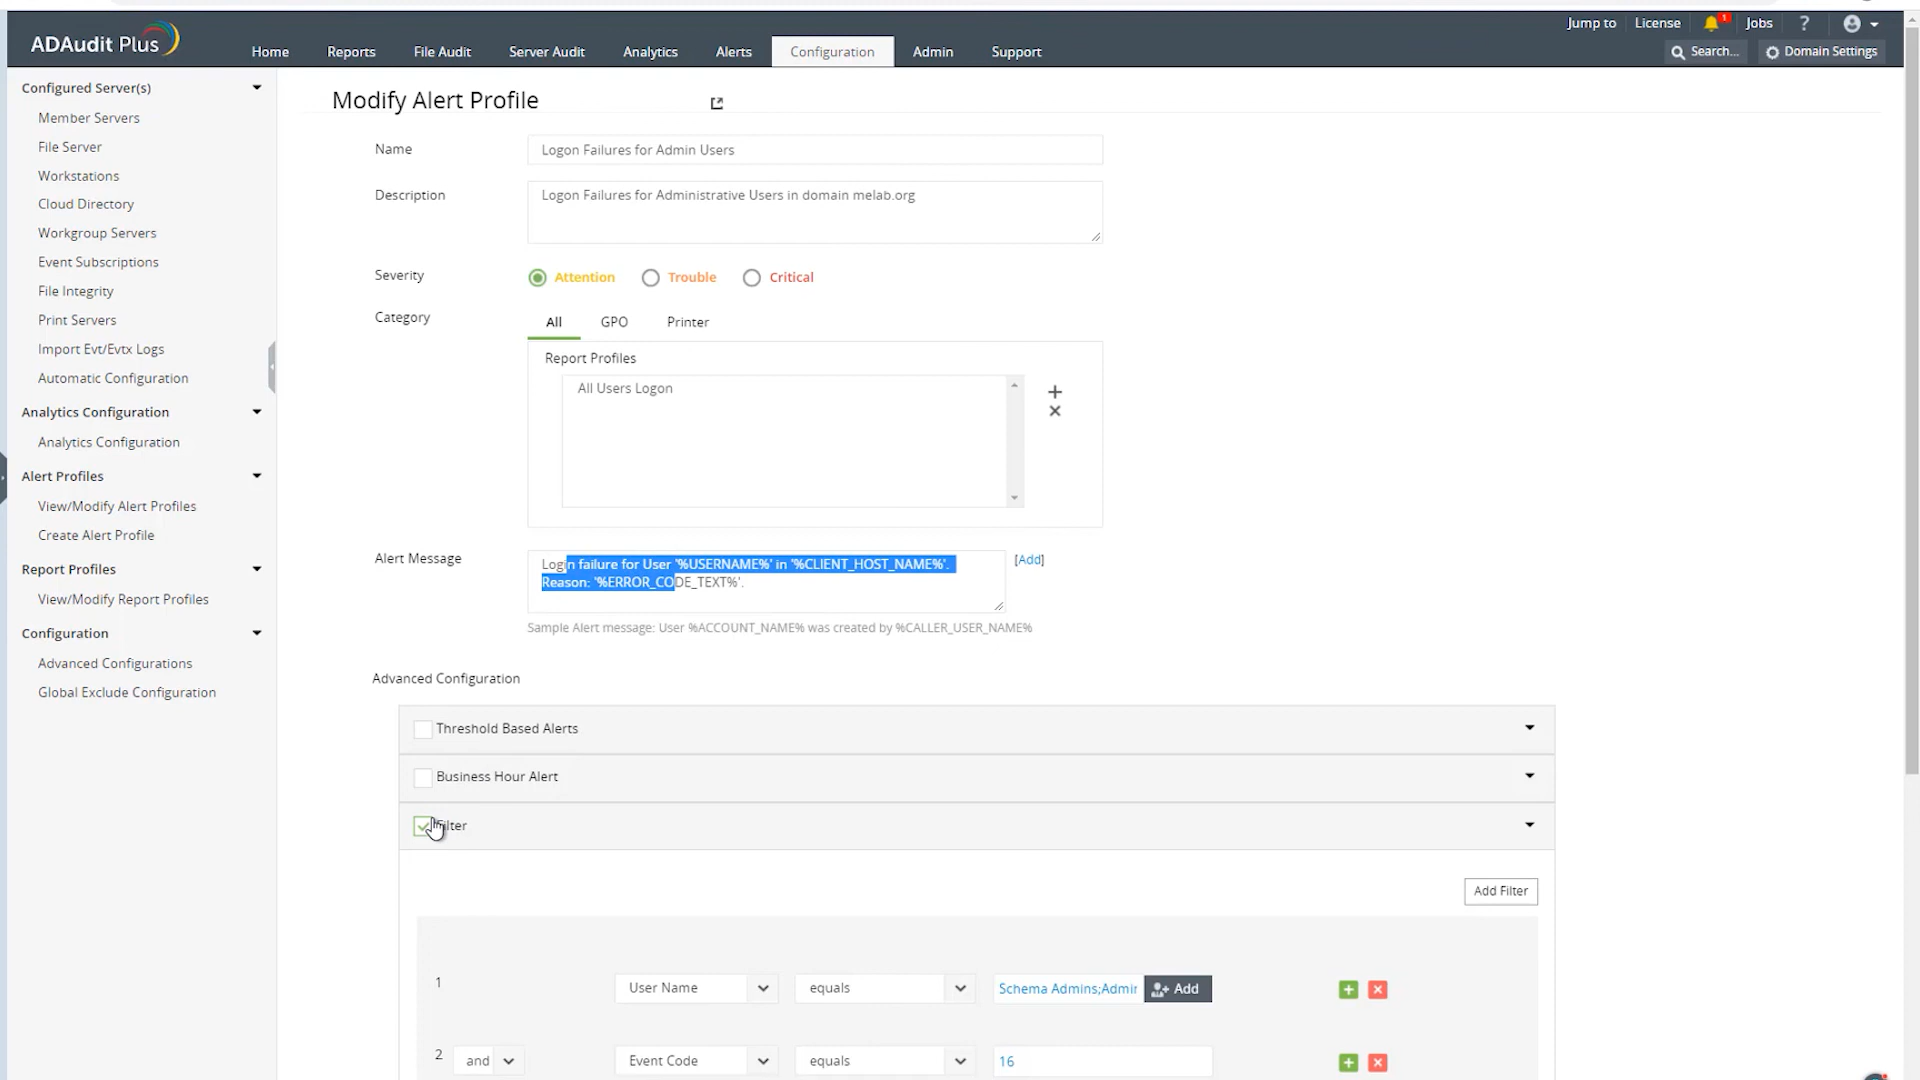 Jump to
License
1
Jobs
?
ADAudit Plus
Home
Reports
File Audit
Server Audit
Analytics
Alerts
Configuration
Admin
Support
Search...
Domain Settings
Configured Server(s)
Member Servers
File Server
Workstations
Cloud Directory
Workgroup Servers
Event Subscriptions
File Integrity
Print Servers
Import Evt/Evtx Logs
Automatic Configuration
Analytics Configuration
Analytics Configuration
Alert Profiles
View/Modify Alert Profiles
Create Alert Profile
Report Profiles
View/Modify Report Profiles
Configuration
Advanced Configurations
Global Exclude Configuration
Modify Alert Profile
Name
Logon Failures for Admin Users
Description
Logon Failures for Administrative Users in domain melab.org
Severity
Attention
Trouble
Critical
Category
All
GPO
Printer
Report Profiles
All Users Logon
Alert Message
Login failure for User '%USERNAME%' in '%CLIENT_HOST_NAME%'.
Reason: '%ERROR_CODE_TEXT%'.
[Add]
Sample Alert message: User %ACCOUNT_NAME% was created by %CALLER_USER_NAME%
Advanced Configuration
Threshold Based Alerts
Business Hour Alert
Filter
Add Filter
1
User Name
equals
Schema Admins;Admir
Add
2
and
Event Code
equals
16